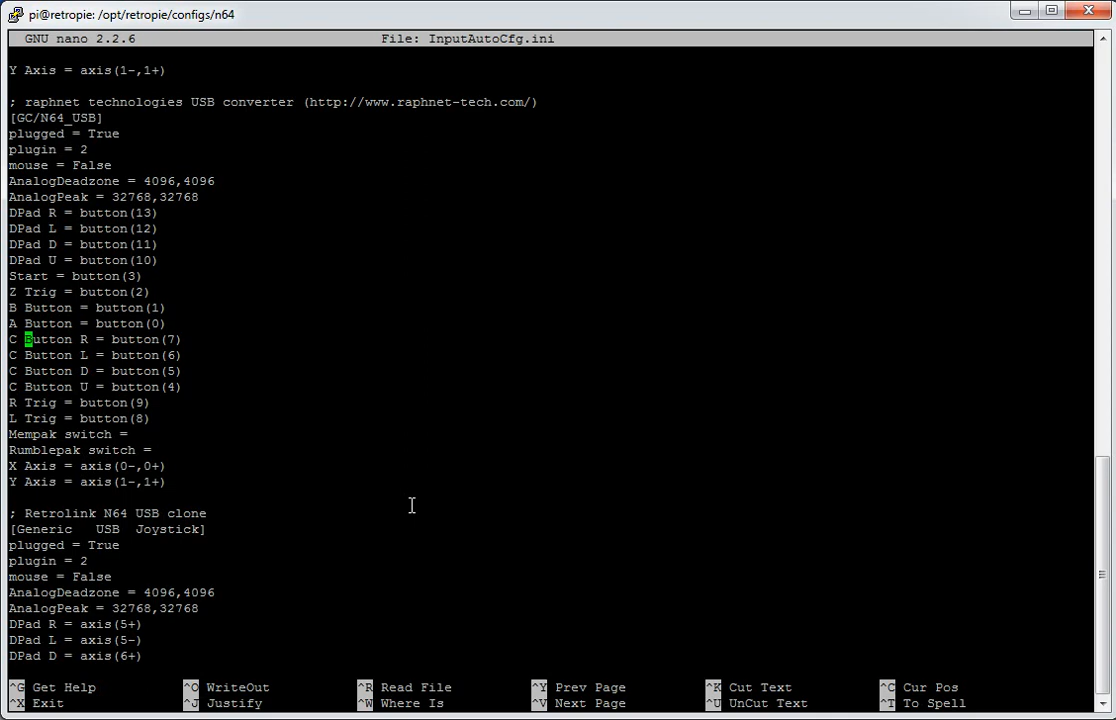 pi@retropie: /opt/retropie/configs/n64
GNU nano 2.2.6 File: InputAutoCfg.ini
Y Axis = axis(1-,1+)
; raphnet technologies USB converter (http://www.raphnet-tech.com/)
[GC/N64_USB]
plugged = True
plugin = 2
mouse = False
AnalogDeadzone = 4096,4096
AnalogPeak = 32768,32768
DPad R = button(13)
DPad L = button(12)
DPad D = button(11)
DPad U = button(10)
Start = button(3)
Z Trig = button(2)
B Button = button(1)
A Button = button(0)
C Button R = button(7)
C Button L = button(6)
C Button D = button(5)
C Button U = button(4)
R Trig = button(9)
L Trig = button(8)
Mempak switch =
Rumblepak switch =
X Axis = axis(0-,0+)
Y Axis = axis(1-,1+)
; Retrolink N64 USB clone
[Generic   USB  Joystick]
plugged = True
plugin = 2
mouse = False
AnalogDeadzone = 4096,4096
AnalogPeak = 32768,32768
DPad R = axis(5+)
DPad L = axis(5-)
DPad D = axis(6+)
^G Get Help ^O WriteOut ^R Read File ^Y Prev Page ^K Cut Text ^C Cur Pos
^X Exit ^J Justify ^W Where Is ^V Next Page ^U UnCut Text ^T To Spell